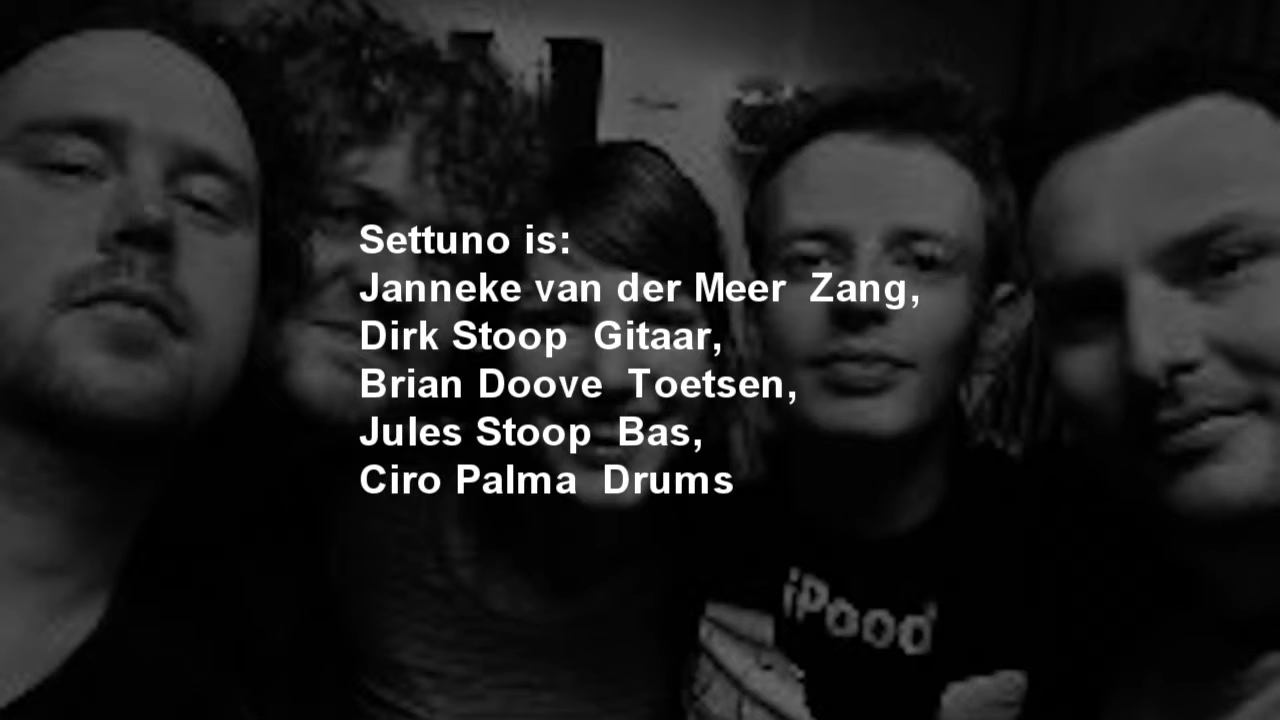 Settuno is:
Janneke van der Meer  Zang,
Dirk Stoop  Gitaar,
Brian Doove  Toetsen,
Jules Stoop  Bas,
Ciro Palma  Drums
iPood